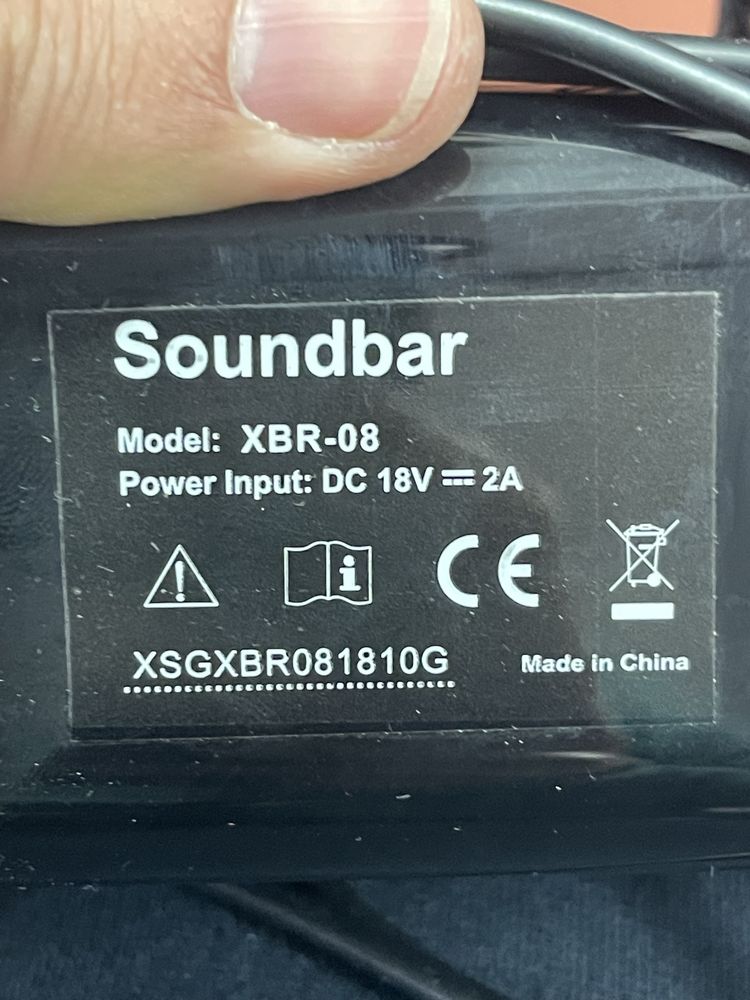 Soundbar
Model: XBR-08
Power Input: DC 18V ⎓ 2A
i CE
XSGXBR081810G Made in China